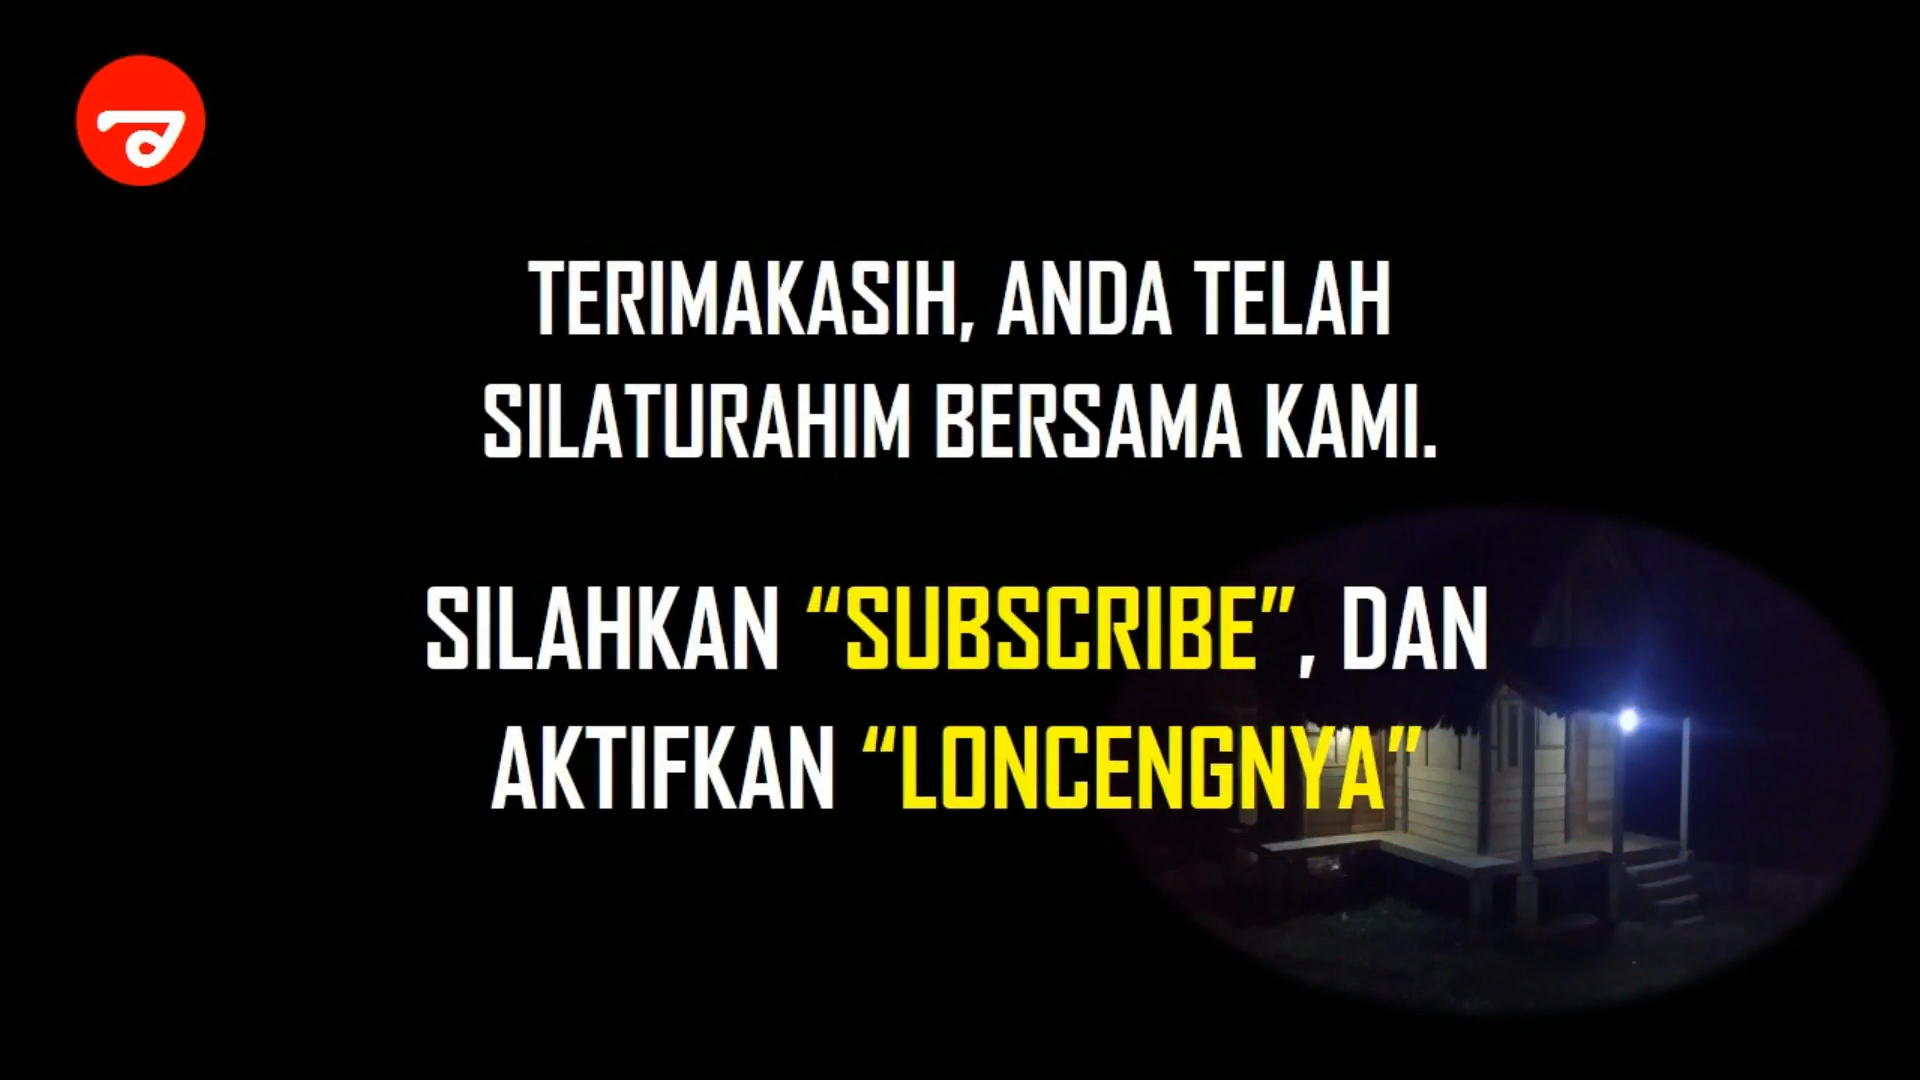 TERIMAKASIH, ANDA TELAH
SILATURAHIM BERSAMA KAMI.
SILAHKAN “SUBSCRIBE”, DAN
AKTIFKAN “LONCENGNYA”